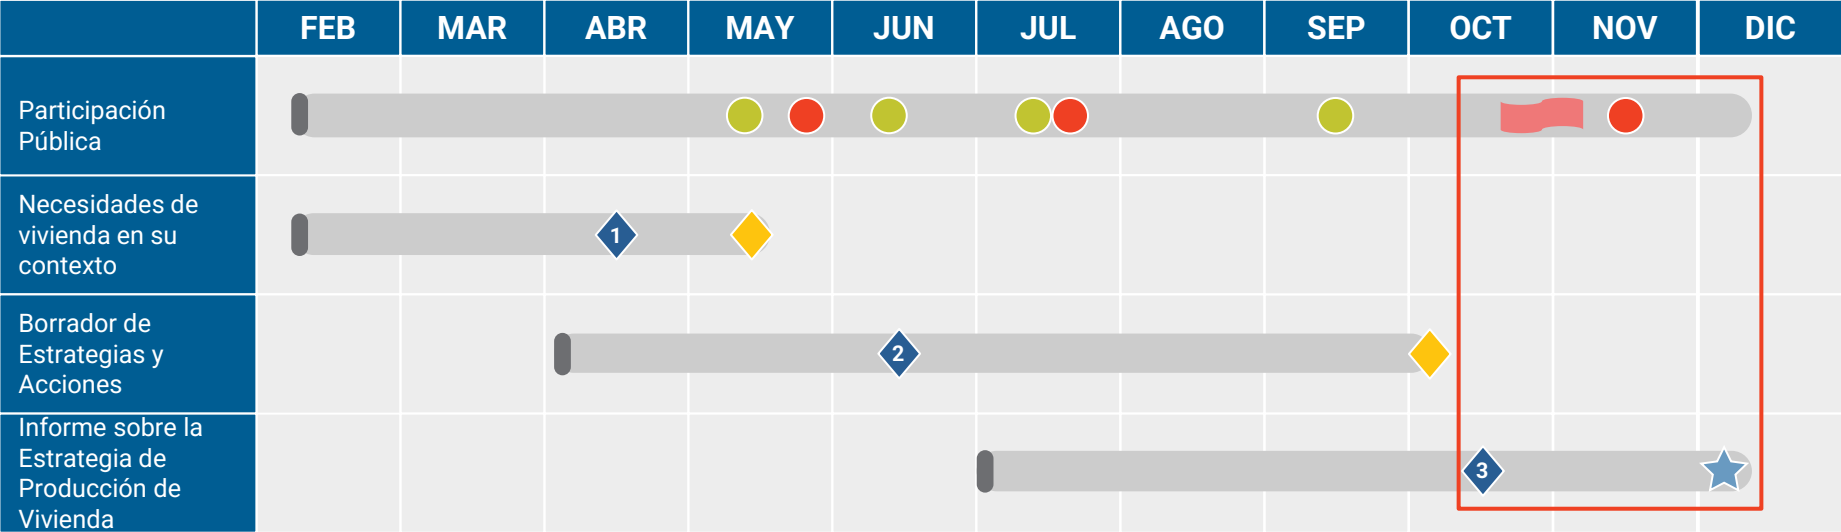 FEB MAR ABR MAY JUN JUL AGO SEP OCT NOV DIC
Participación
Pública
Necesidades de
vivienda en su
contexto
1
Borrador de
Estrategias y
Acciones
2
Informe sobre la
Estrategia de
Producción de
Vivienda
3